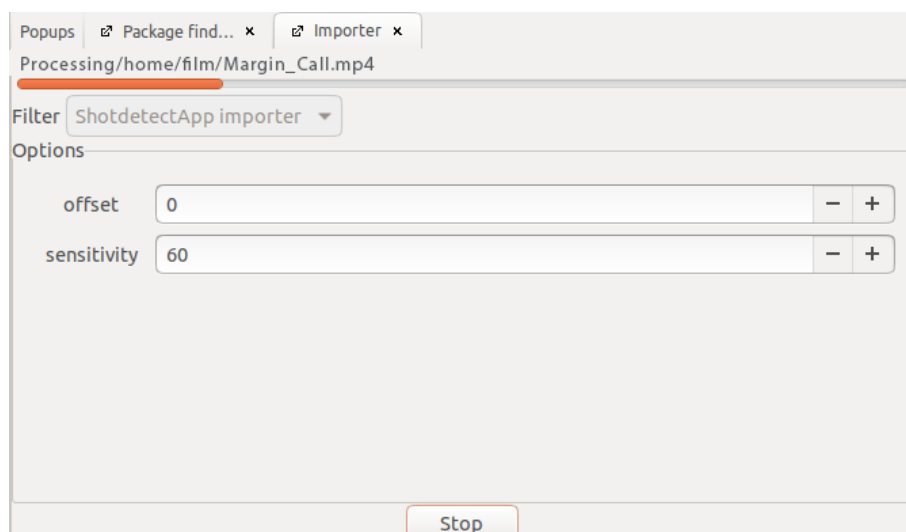 Popups Package find... Importer
Processing/home/film/Margin_Call.mp4
Filter ShotdetectApp importer
Options
offset 0
sensitivity 60
Stop